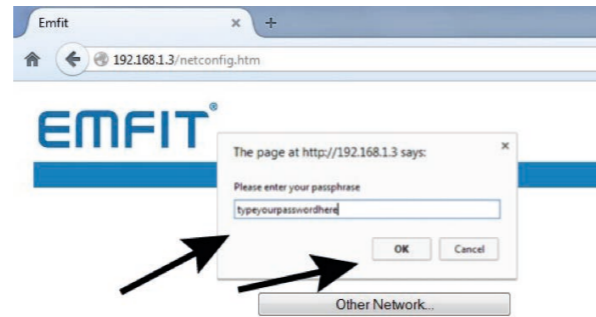 Emfit
192.168.1.3/netconfig.htm
EMFIT®
The page at http://192.168.1.3 says:
Please enter your passphrase
typeyourpasswordhere
OK Cancel
Other Network...